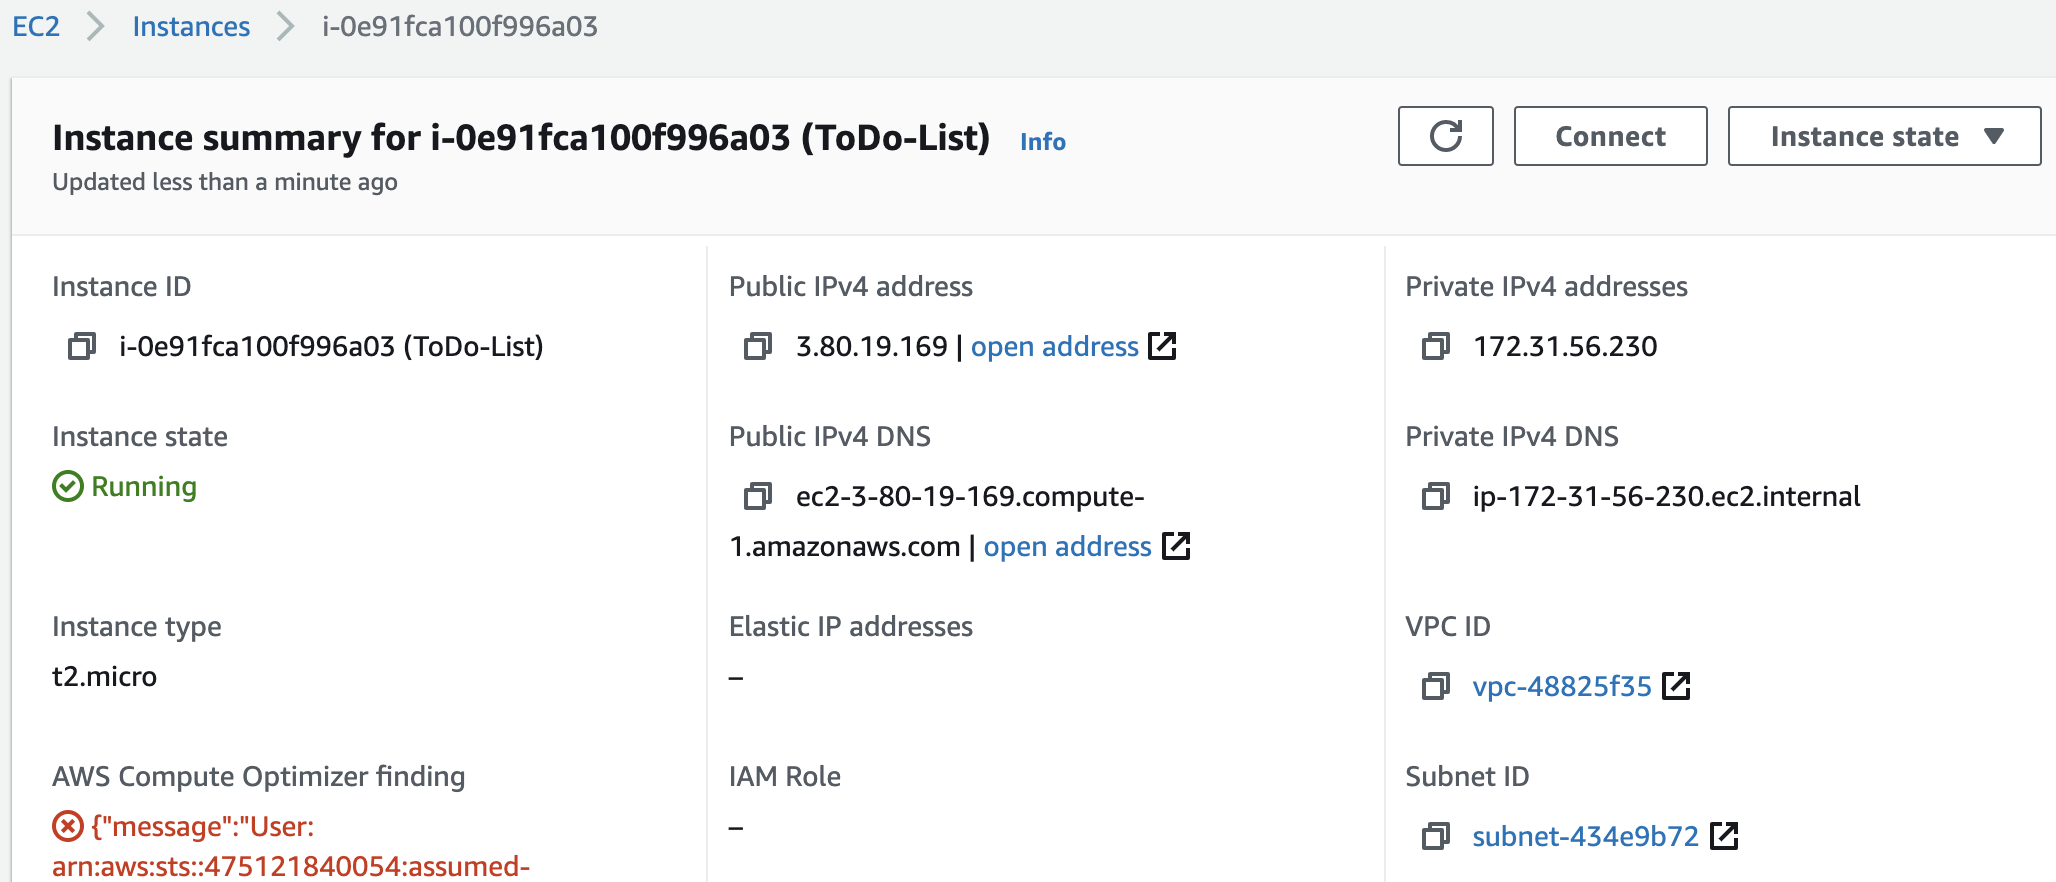 EC2 > Instances > i-0e91fca100f996a03
Instance summary for i-0e91fca100f996a03 (ToDo-List) Info
Updated less than a minute ago
Connect
Instance state
Instance ID
i-0e91fca100f996a03 (ToDo-List)
Public IPv4 address
3.80.19.169 | open address
Private IPv4 addresses
172.31.56.230
Instance state
Running
Public IPv4 DNS
ec2-3-80-19-169.compute-
1.amazonaws.com | open address
Private IPv4 DNS
ip-172-31-56-230.ec2.internal
Instance type
t2.micro
Elastic IP addresses
–
VPC ID
vpc-48825f35
AWS Compute Optimizer finding
{"message":"User:
arn:aws:sts::475121840054:assumed-
IAM Role
–
Subnet ID
subnet-434e9b72